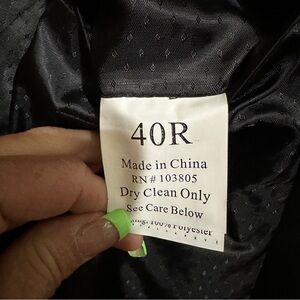 40R
Made in China
RN # 103805
Dry Clean Only
See Care Below
100% Polyester